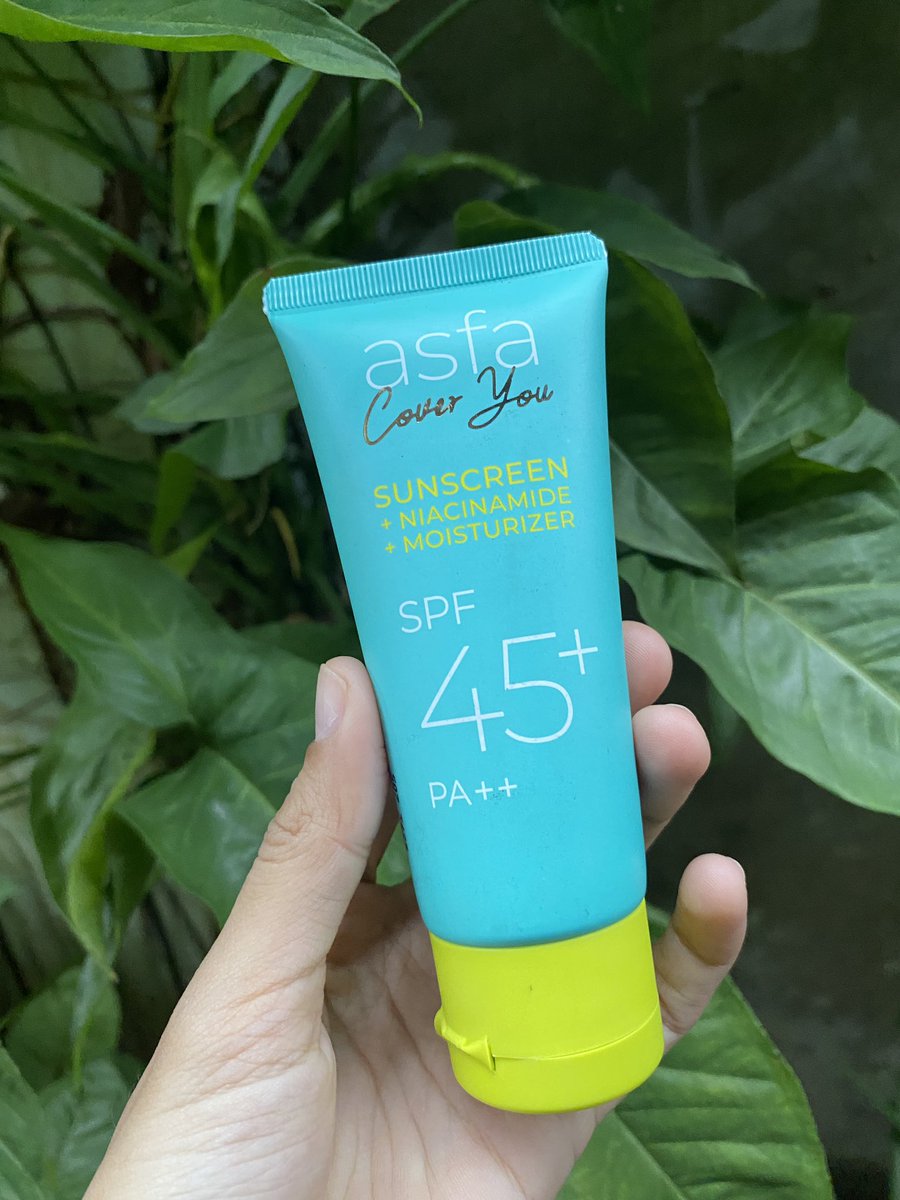 asfa
Cover You
SUNSCREEN
+ NIACINAMIDE
+ MOISTURIZER
SPF
45+
PA++